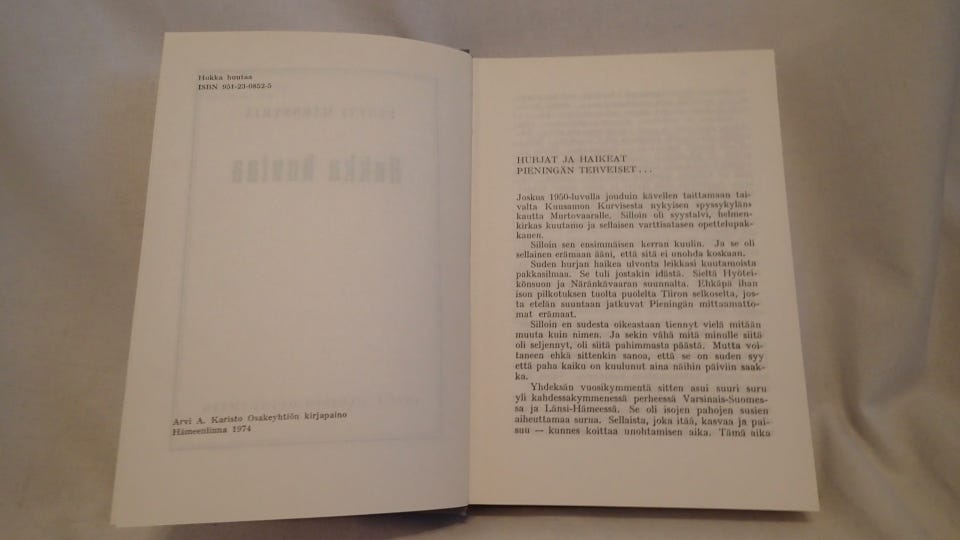 Hukka huutaa
ISBN 951-23-0852-5
Hukka huutaa
Arvi A. Karisto Osakeyhtiön kirjapaino
Hämeenlinna 1974
HURJAT JA HAIKEAT
PIENINGÄN TERVEISET...
Joskus 1950-luvulla jouduin kävellen taittamaan tai-
valta Kuusamon Kurvisesta nykyisen »pyssykylän»
kautta Murtovaaralle. Silloin oli syystalvi, helmen-
kirkas kuutamo ja sellaisen varttisatasen opettelupak-
kanen.
Silloin sen ensimmäisen kerran kuulin. Ja se oli
sellainen erämaan ääni, että sitä ei unohda koskaan.
Suden hurjan haikea ulvonta leikkasi kuutamoista
pakkasilmaa. Se tuli jostakin idästä. Sieltä Hyötei-
könsuon ja Näränkävaaran suunnalta. Ehkäpä ihan
ison pilkotuksen tuolta puolelta Tiiron selkoselta, jos-
ta etelän suuntaan jatkuvat Pieningän mittaamatto-
mat erämaat.
Silloin en sudesta oikeastaan tiennyt vielä mitään
muuta kuin nimen. Ja sekin vähä mitä minulle siitä
oli seljennyt, oli siitä pahimmasta päästä. Mutta voi-
taneen ehkä sittenkin sanoa, että se on suden syy
että paha kaiku on kuulunut aina näihin päiviin saak-
ka.
Yhdeksän vuosikymmentä sitten asui suuri suru
yli kahdessakymmenessä perheessä Varsinais-Suomes-
sa ja Länsi-Hämeessä. Se oli isojen pahojen susien
aiheuttamaa surua. Sellaista, joka itää, kasvaa ja pai-
suu — kunnes koittaa unohtamisen aika. Tämä aika